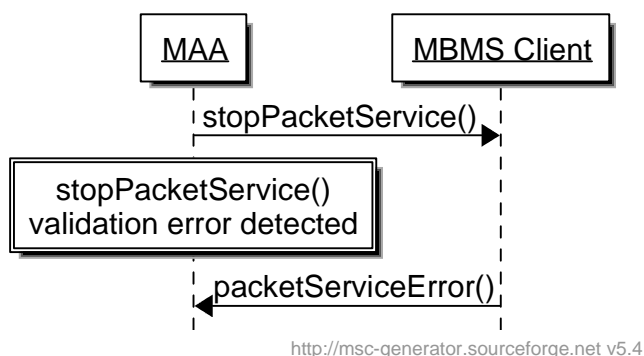 MAA
MBMS Client
stopPacketService()
stopPacketService()
validation error detected
packetServiceError()
http://msc-generator.sourceforge.net v5.4